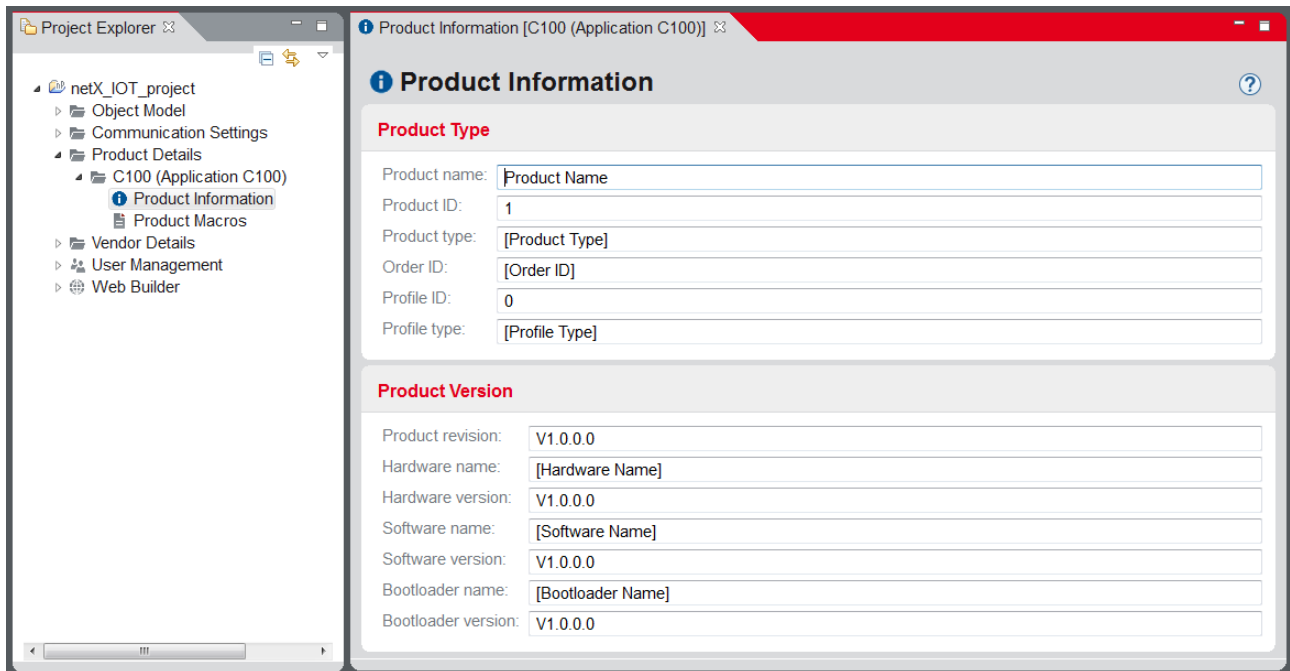 Project Explorer
netX_IOT_project
Object Model
Communication Settings
Product Details
C100 (Application C100)
Product Information
Product Macros
Vendor Details
User Management
Web Builder
Product Information [C100 (Application C100)]
Product Information
Product Type
Product name: Product Name
Product ID: 1
Product type: [Product Type]
Order ID: [Order ID]
Profile ID: 0
Profile type: [Profile Type]
Product Version
Product revision: V1.0.0.0
Hardware name: [Hardware Name]
Hardware version: V1.0.0.0
Software name: [Software Name]
Software version: V1.0.0.0
Bootloader name: [Bootloader Name]
Bootloader version: V1.0.0.0